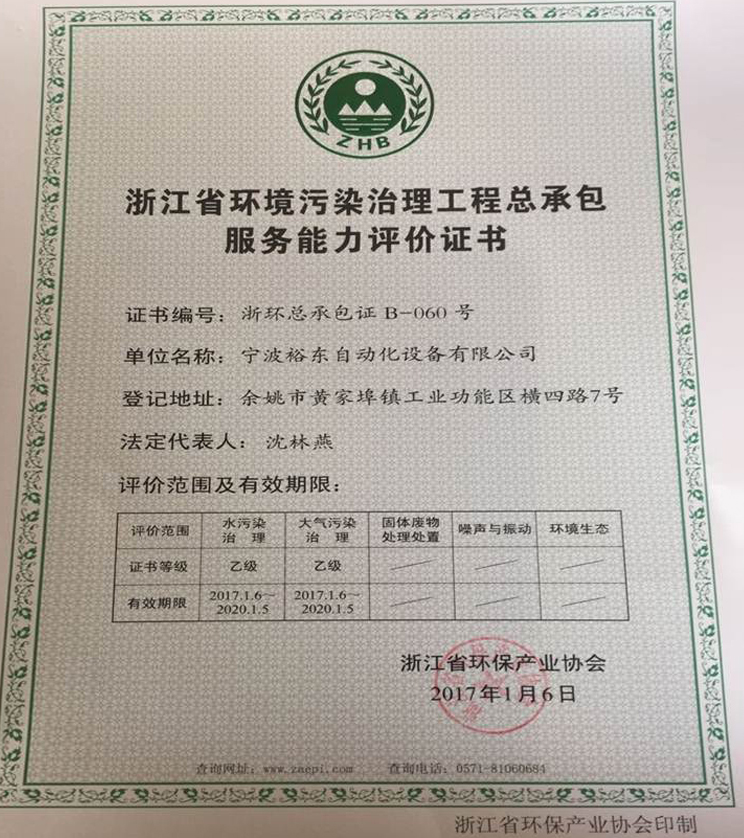 ZHB
浙江省环境污染治理工程总承包
服务能力评价证书
证书编号：浙环总承包证 B-060 号
单位名称：宁波裕东自动化设备有限公司
登记地址：余姚市黄家埠镇工业功能区横四路7号
法定代表人：沈林燕
评价范围及有效期限：
评价范围 水污染治理 大气污染治理 固体废物处理处置 噪声与振动 环境生态
证书等级 乙级 乙级
有效期限 2017.1.6～2020.1.5 2017.1.6～2020.1.5
浙江省环保产业协会
2017年1月6日
查询网址：www.zaepi.com 查询电话：0571-81060684
浙江省环保产业协会印制